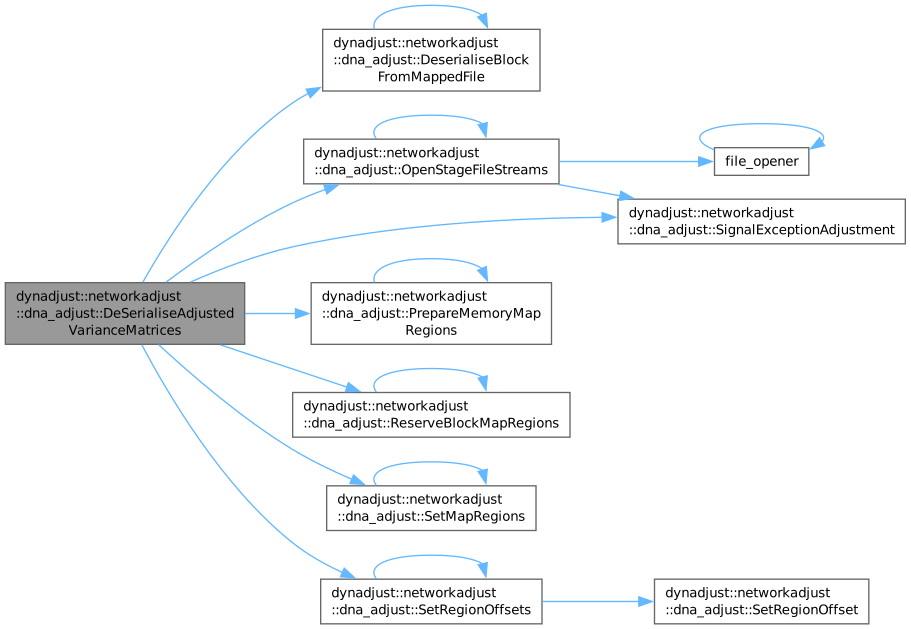 dynadjust::networkadjust
::dna_adjust::DeserialiseBlock
FromMappedFile
dynadjust::networkadjust
::dna_adjust::OpenStageFileStreams
file_opener
dynadjust::networkadjust
::dna_adjust::SignalExceptionAdjustment
dynadjust::networkadjust
::dna_adjust::DeSerialiseAdjusted
VarianceMatrices
dynadjust::networkadjust
::dna_adjust::PrepareMemoryMap
Regions
dynadjust::networkadjust
::dna_adjust::ReserveBlockMapRegions
dynadjust::networkadjust
::dna_adjust::SetMapRegions
dynadjust::networkadjust
::dna_adjust::SetRegionOffsets
dynadjust::networkadjust
::dna_adjust::SetRegionOffset